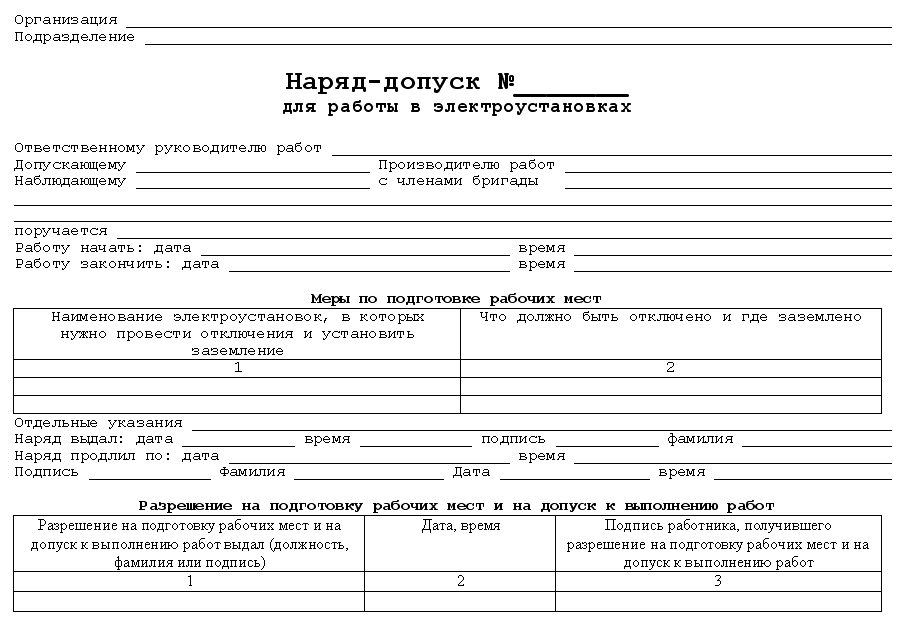 Организация
Подразделение
Наряд-допуск №
для работы в электроустановках
Ответственному руководителю работ
Допускающему Производителю работ
Наблюдающему с членами бригады
поручается
Работу начать: дата время
Работу закончить: дата время
Меры по подготовке рабочих мест
Наименование электроустановок, в которых
нужно провести отключения и установить
заземление
Что должно быть отключено и где заземлено
1 2
Отдельные указания
Наряд выдал: дата время подпись фамилия
Наряд продлил по: дата время
Подпись Фамилия Дата время
Разрешение на подготовку рабочих мест и на допуск к выполнению работ
Разрешение на подготовку рабочих мест и на
допуск к выполнению работ выдал (должность,
фамилия или подпись)
Дата, время
Подпись работника, получившего
разрешение на подготовку рабочих мест и на
допуск к выполнению работ
1 2 3